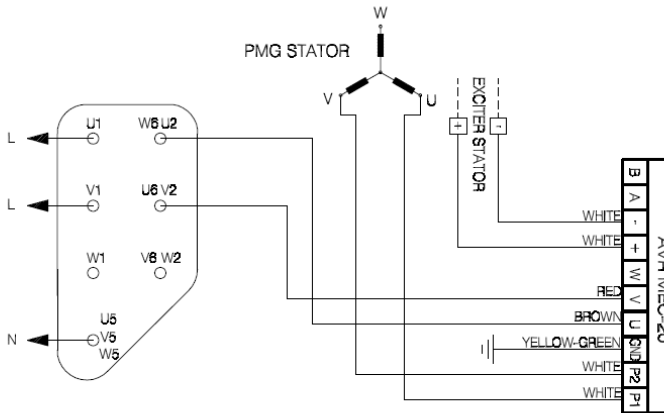 W
PMG STATOR
V
U
EXCITER STATOR
+
-
L
U1
W6 U2
L
V1
U6 V2
W1
V6 W2
N
U5
V5
W5
WHITE
WHITE
RED
BROWN
YELLOW-GREEN
WHITE
WHITE
B
A
-
+
W
V
U
GND
P2
P1